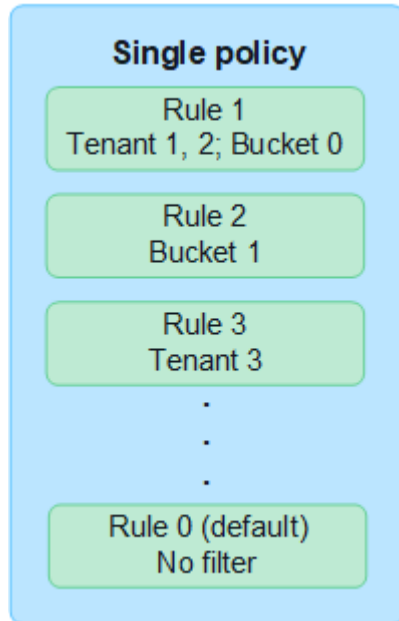 Single policy
Rule 1
Tenant 1, 2; Bucket 0
Rule 2
Bucket 1
Rule 3
Tenant 3
.
.
.
Rule 0 (default)
No filter